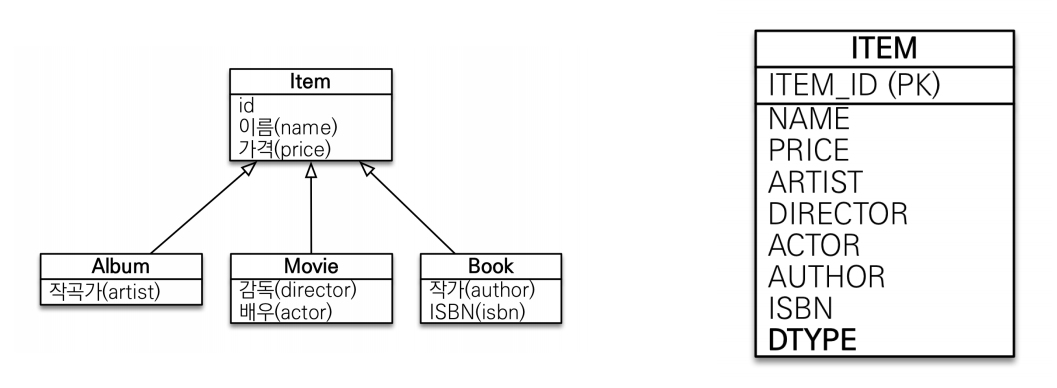 Item
id
이름(name)
가격(price)
Album
작곡가(artist)
Movie
감독(director)
배우(actor)
Book
작가(author)
ISBN(isbn)
ITEM
ITEM_ID (PK)
NAME
PRICE
ARTIST
DIRECTOR
ACTOR
AUTHOR
ISBN
DTYPE